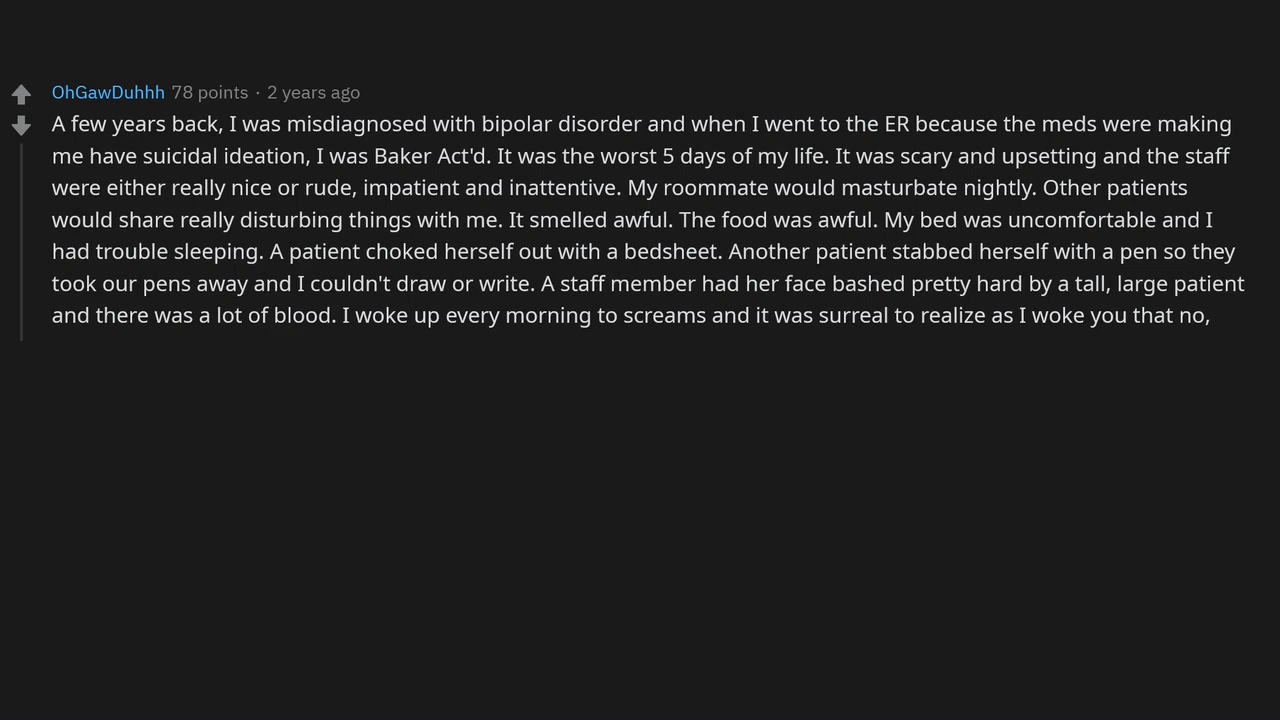 OhGawDuhhh 78 points · 2 years ago
A few years back, I was misdiagnosed with bipolar disorder and when I went to the ER because the meds were making
me have suicidal ideation, I was Baker Act'd. It was the worst 5 days of my life. It was scary and upsetting and the staff
were either really nice or rude, impatient and inattentive. My roommate would masturbate nightly. Other patients
would share really disturbing things with me. It smelled awful. The food was awful. My bed was uncomfortable and I
had trouble sleeping. A patient choked herself out with a bedsheet. Another patient stabbed herself with a pen so they
took our pens away and I couldn't draw or write. A staff member had her face bashed pretty hard by a tall, large patient
and there was a lot of blood. I woke up every morning to screams and it was surreal to realize as I woke you that no,